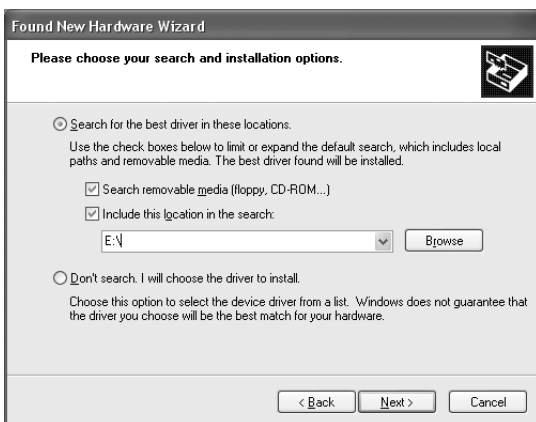 Found New Hardware Wizard
Please choose your search and installation options.
Search for the best driver in these locations.
Use the check boxes below to limit or expand the default search, which includes local
paths and removable media. The best driver found will be installed.
Search removable media (floppy, CD-ROM...)
Include this location in the search:
E:\
Browse
Don't search. I will choose the driver to install.
Choose this option to select the device driver from a list. Windows does not guarantee that
the driver you choose will be the best match for your hardware.
< Back
Next >
Cancel